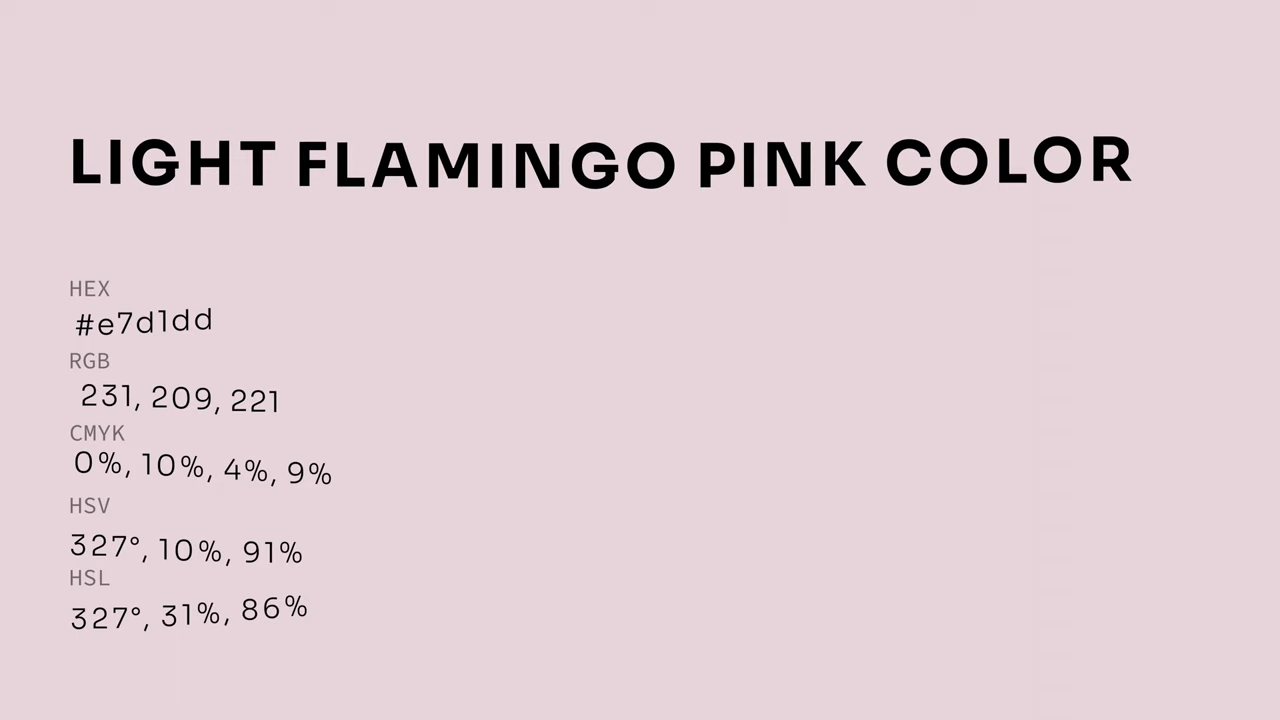 LIGHT FLAMINGO PINK COLOR
HEX
#e7d1dd
RGB
231, 209, 221
CMYK
0%, 10%, 4%, 9%
HSV
327°, 10%, 91%
HSL
327°, 31%, 86%